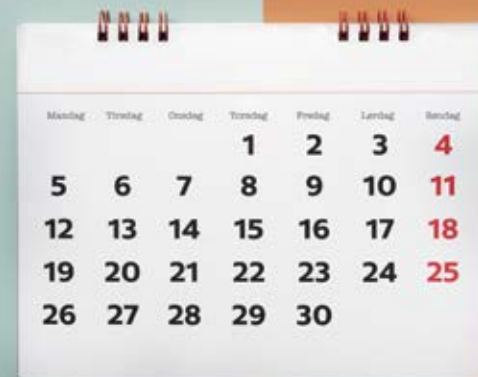 Mandag Tirsdag Onsdag Torsdag Fredag Lørdag Søndag
1 2 3 4
5 6 7 8 9 10 11
12 13 14 15 16 17 18
19 20 21 22 23 24 25
26 27 28 29 30